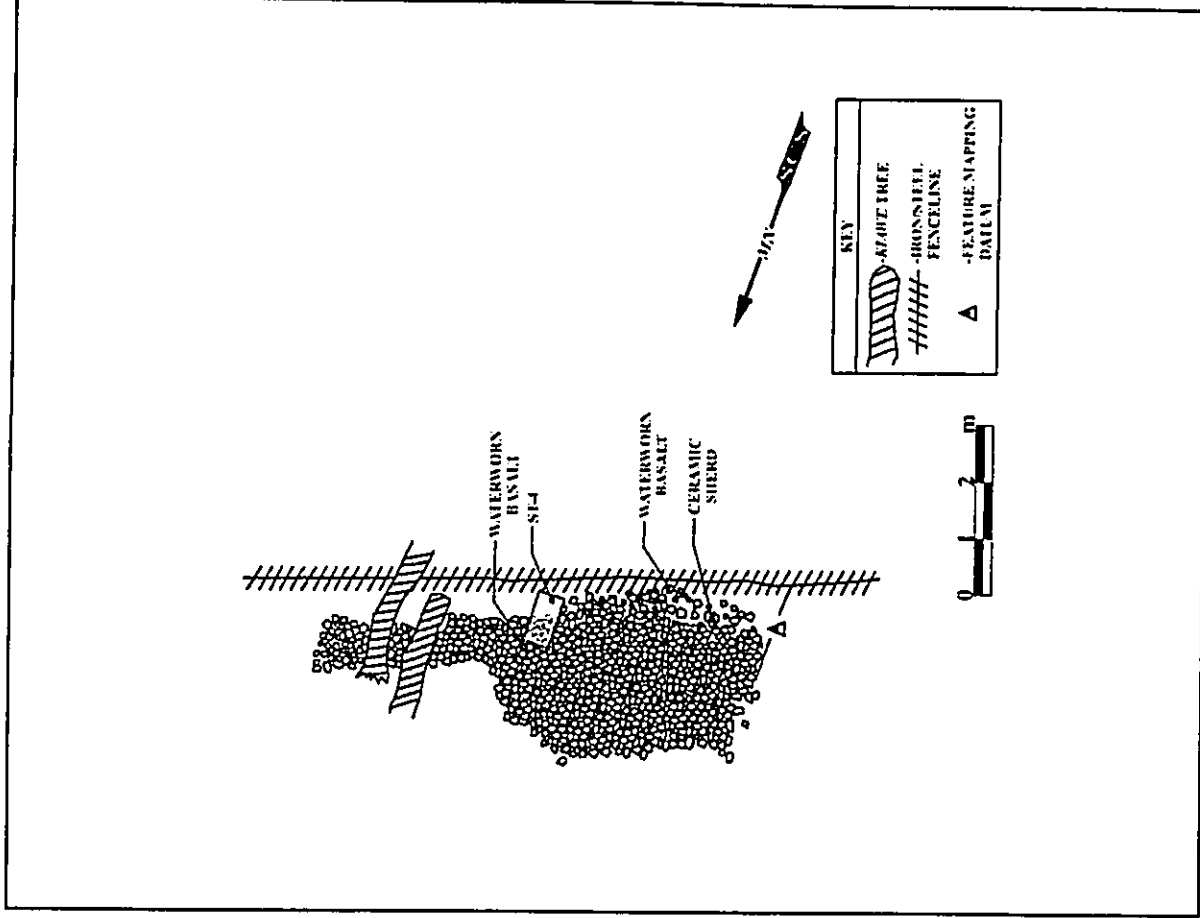 WATERWORN
BASALT
ST-4
WATERWORN
BASALT
CERAMIC
SHERD
M/N
SCS
KEY
-KIAWE TREE
-IRON/STEEL
FENCELINE
-FEATURE MAPPING
DATUM
0 1 2 m